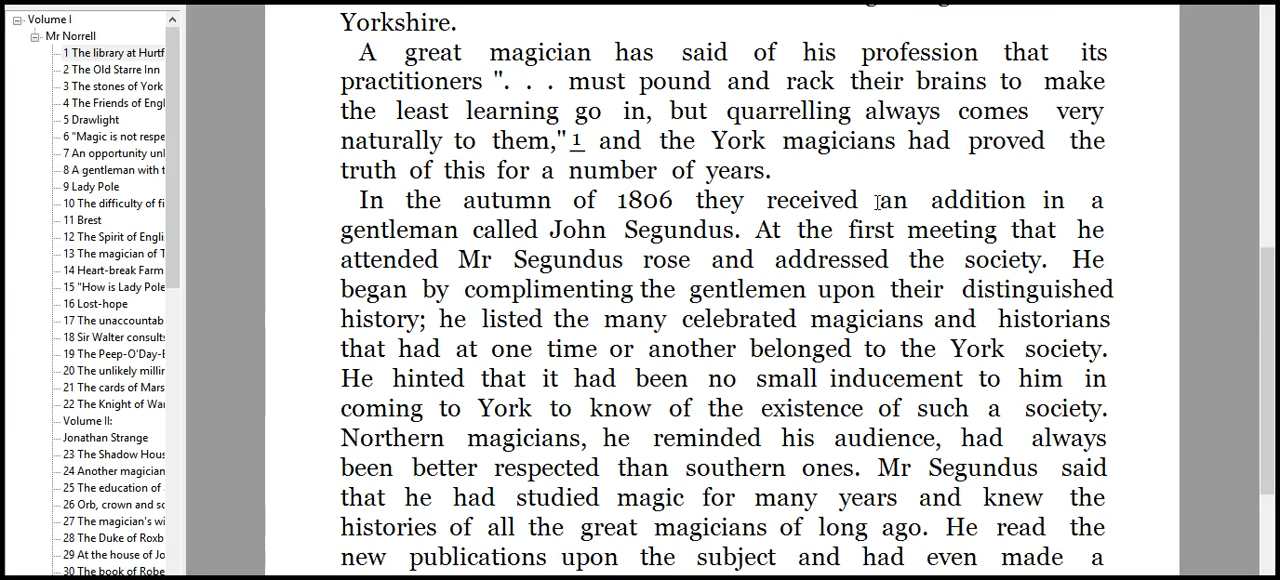 Volume I
Mr Norrell
1 The library at Hurtf
2 The Old Starre Inn
3 The stones of York
4 The Friends of Engl
5 Drawlight
6 "Magic is not respe
7 An opportunity unl
8 A gentleman with t
9 Lady Pole
10 The difficulty of fi
11 Brest
12 The Spirit of Engli
13 The magician of T
14 Heart-break Farm
15 "How is Lady Pole
16 Lost-hope
17 The unaccountab
18 Sir Walter consults
19 The Peep-O'Day-B
20 The unlikely millin
21 The cards of Mars
22 The Knight of War
Volume II:
Jonathan Strange
23 The Shadow Hous
24 Another magician
25 The education of
26 Orb, crown and sc
27 The magician's wi
28 The Duke of Roxb
29 At the house of Jo
30 The book of Robe
Yorkshire.
A great magician has said of his profession that its
practitioners ". . . must pound and rack their brains to make
the least learning go in, but quarrelling always comes very
naturally to them,"1 and the York magicians had proved the
truth of this for a number of years.
In the autumn of 1806 they received an addition in a
gentleman called John Segundus. At the first meeting that he
attended Mr Segundus rose and addressed the society. He
began by complimenting the gentlemen upon their distinguished
history; he listed the many celebrated magicians and historians
that had at one time or another belonged to the York society.
He hinted that it had been no small inducement to him in
coming to York to know of the existence of such a society.
Northern magicians, he reminded his audience, had always
been better respected than southern ones. Mr Segundus said
that he had studied magic for many years and knew the
histories of all the great magicians of long ago. He read the
new publications upon the subject and had even made a